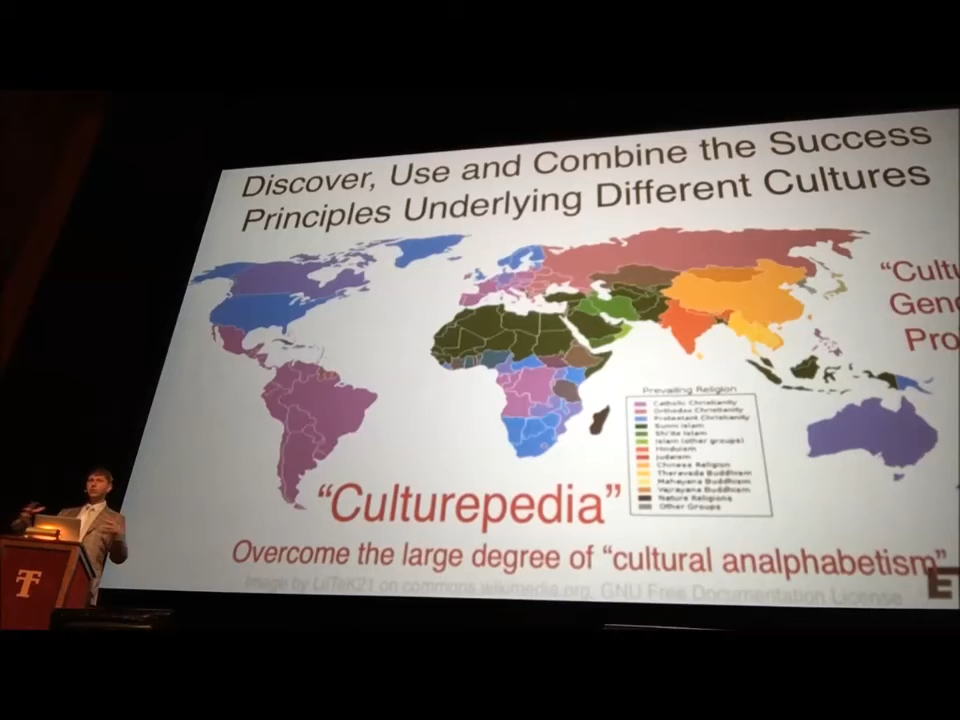 Discover, Use and Combine the Success
Principles Underlying Different Cultures
“Cultu
Gen
Pro
Prevailing Religion
Catholic Christianity
Orthodox Christianity
Protestant Christianity
Sunni Islam
Shi'ite Islam
Islam (other groups)
Hinduism
Judaism
Chinese Religion
Theravada Buddhism
Mahayana Buddhism
Vajrayana Buddhism
Nature Religions
Other Groups
“Culturepedia”
Overcome the large degree of “cultural analphabetism”
Image by LilTeK21 on commons.wikimedia.org, GNU Free Documentation License
E
T